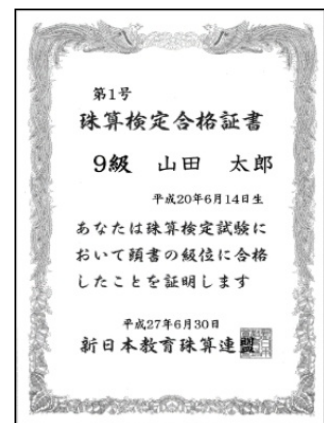 第1号
珠算検定合格証書
9級 山田 太郎
平成20年6月14日生
あなたは珠算検定試験に
おいて頭書の級位に合格
したことを証明します
平成27年6月30日
新日本教育珠算連盟